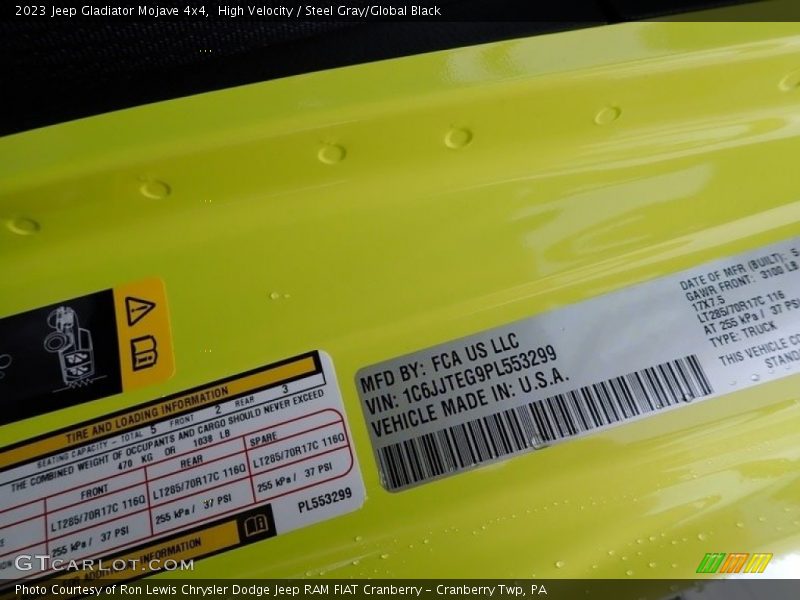 2023 Jeep Gladiator Mojave 4x4, High Velocity / Steel Gray/Global Black
DATE OF MFR (BUILT): 5
GAWR FRONT: 3100 LB
17X7.5
LT285/70R17C 116
AT 255 kPa / 37 PSI
TYPE: TRUCK
THIS VEHICLE CO
STAND
MFD BY: FCA US LLC
VIN: 1C6JJTEG9PL553299
VEHICLE MADE IN: U.S.A.
TIRE AND LOADING INFORMATION
SEATING CAPACITY - TOTAL 5 FRONT 2 REAR 3
THE COMBINED WEIGHT OF OCCUPANTS AND CARGO SHOULD NEVER EXCEED
470 KG OR 1038 LB
FRONT REAR SPARE
LT285/70R17C 116Q LT285/70R17C 116Q LT285/70R17C 116Q
255 kPa / 37 PSI 255 kPa / 37 PSI 255 kPa / 37 PSI
PL553299
FOR ADDITIONAL INFORMATION
GTcarlot.com
Photo Courtesy of Ron Lewis Chrysler Dodge Jeep RAM FIAT Cranberry - Cranberry Twp, PA